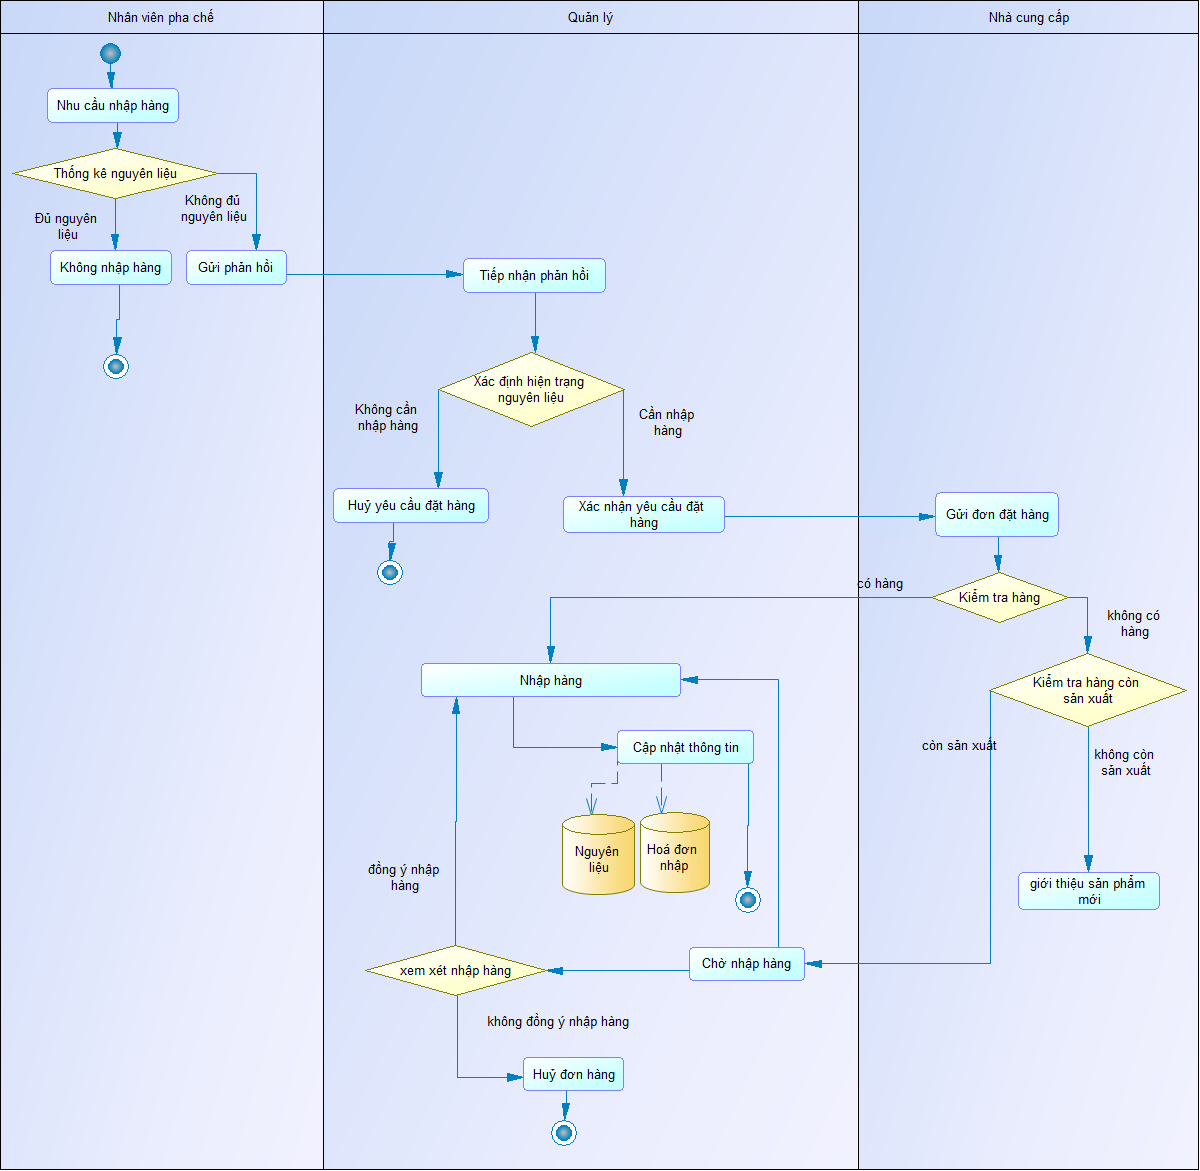 Nhân viên pha chế
Quản lý
Nhà cung cấp
Nhu cầu nhập hàng
Thống kê nguyên liệu
Không đủ
nguyên liệu
Đủ nguyên
liệu
Không nhập hàng
Gửi phản hồi
Tiếp nhận phản hồi
Xác định hiện trạng
nguyên liệu
Không cần
nhập hàng
Cần nhập
hàng
Huỷ yêu cầu đặt hàng
Xác nhận yêu cầu đặt
hàng
Gửi đơn đặt hàng
có hàng
Kiểm tra hàng
không có
hàng
Nhập hàng
Kiểm tra hàng còn
sản xuất
còn sản xuất
không còn
sản xuất
Cập nhật thông tin
Nguyên
liệu
Hoá đơn
nhập
đồng ý nhập
hàng
giới thiệu sản phẩm
mới
Chờ nhập hàng
xem xét nhập hàng
không đồng ý nhập hàng
Huỷ đơn hàng